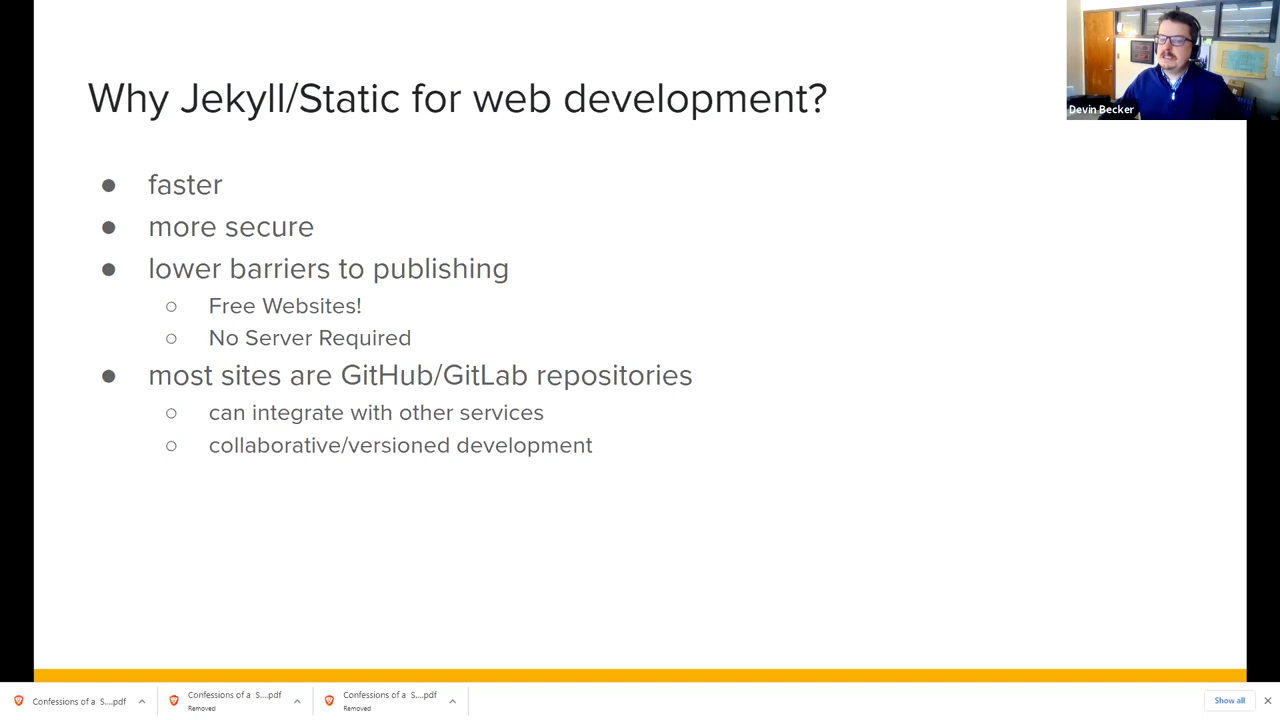 Why Jekyll/Static for web development?
Devin Becker
● faster
● more secure
● lower barriers to publishing
○ Free Websites!
○ No Server Required
● most sites are GitHub/GitLab repositories
○ can integrate with other services
○ collaborative/versioned development
Confessions of a S....pdf
Confessions of a S....pdf
Removed
Confessions of a S....pdf
Removed
Show all